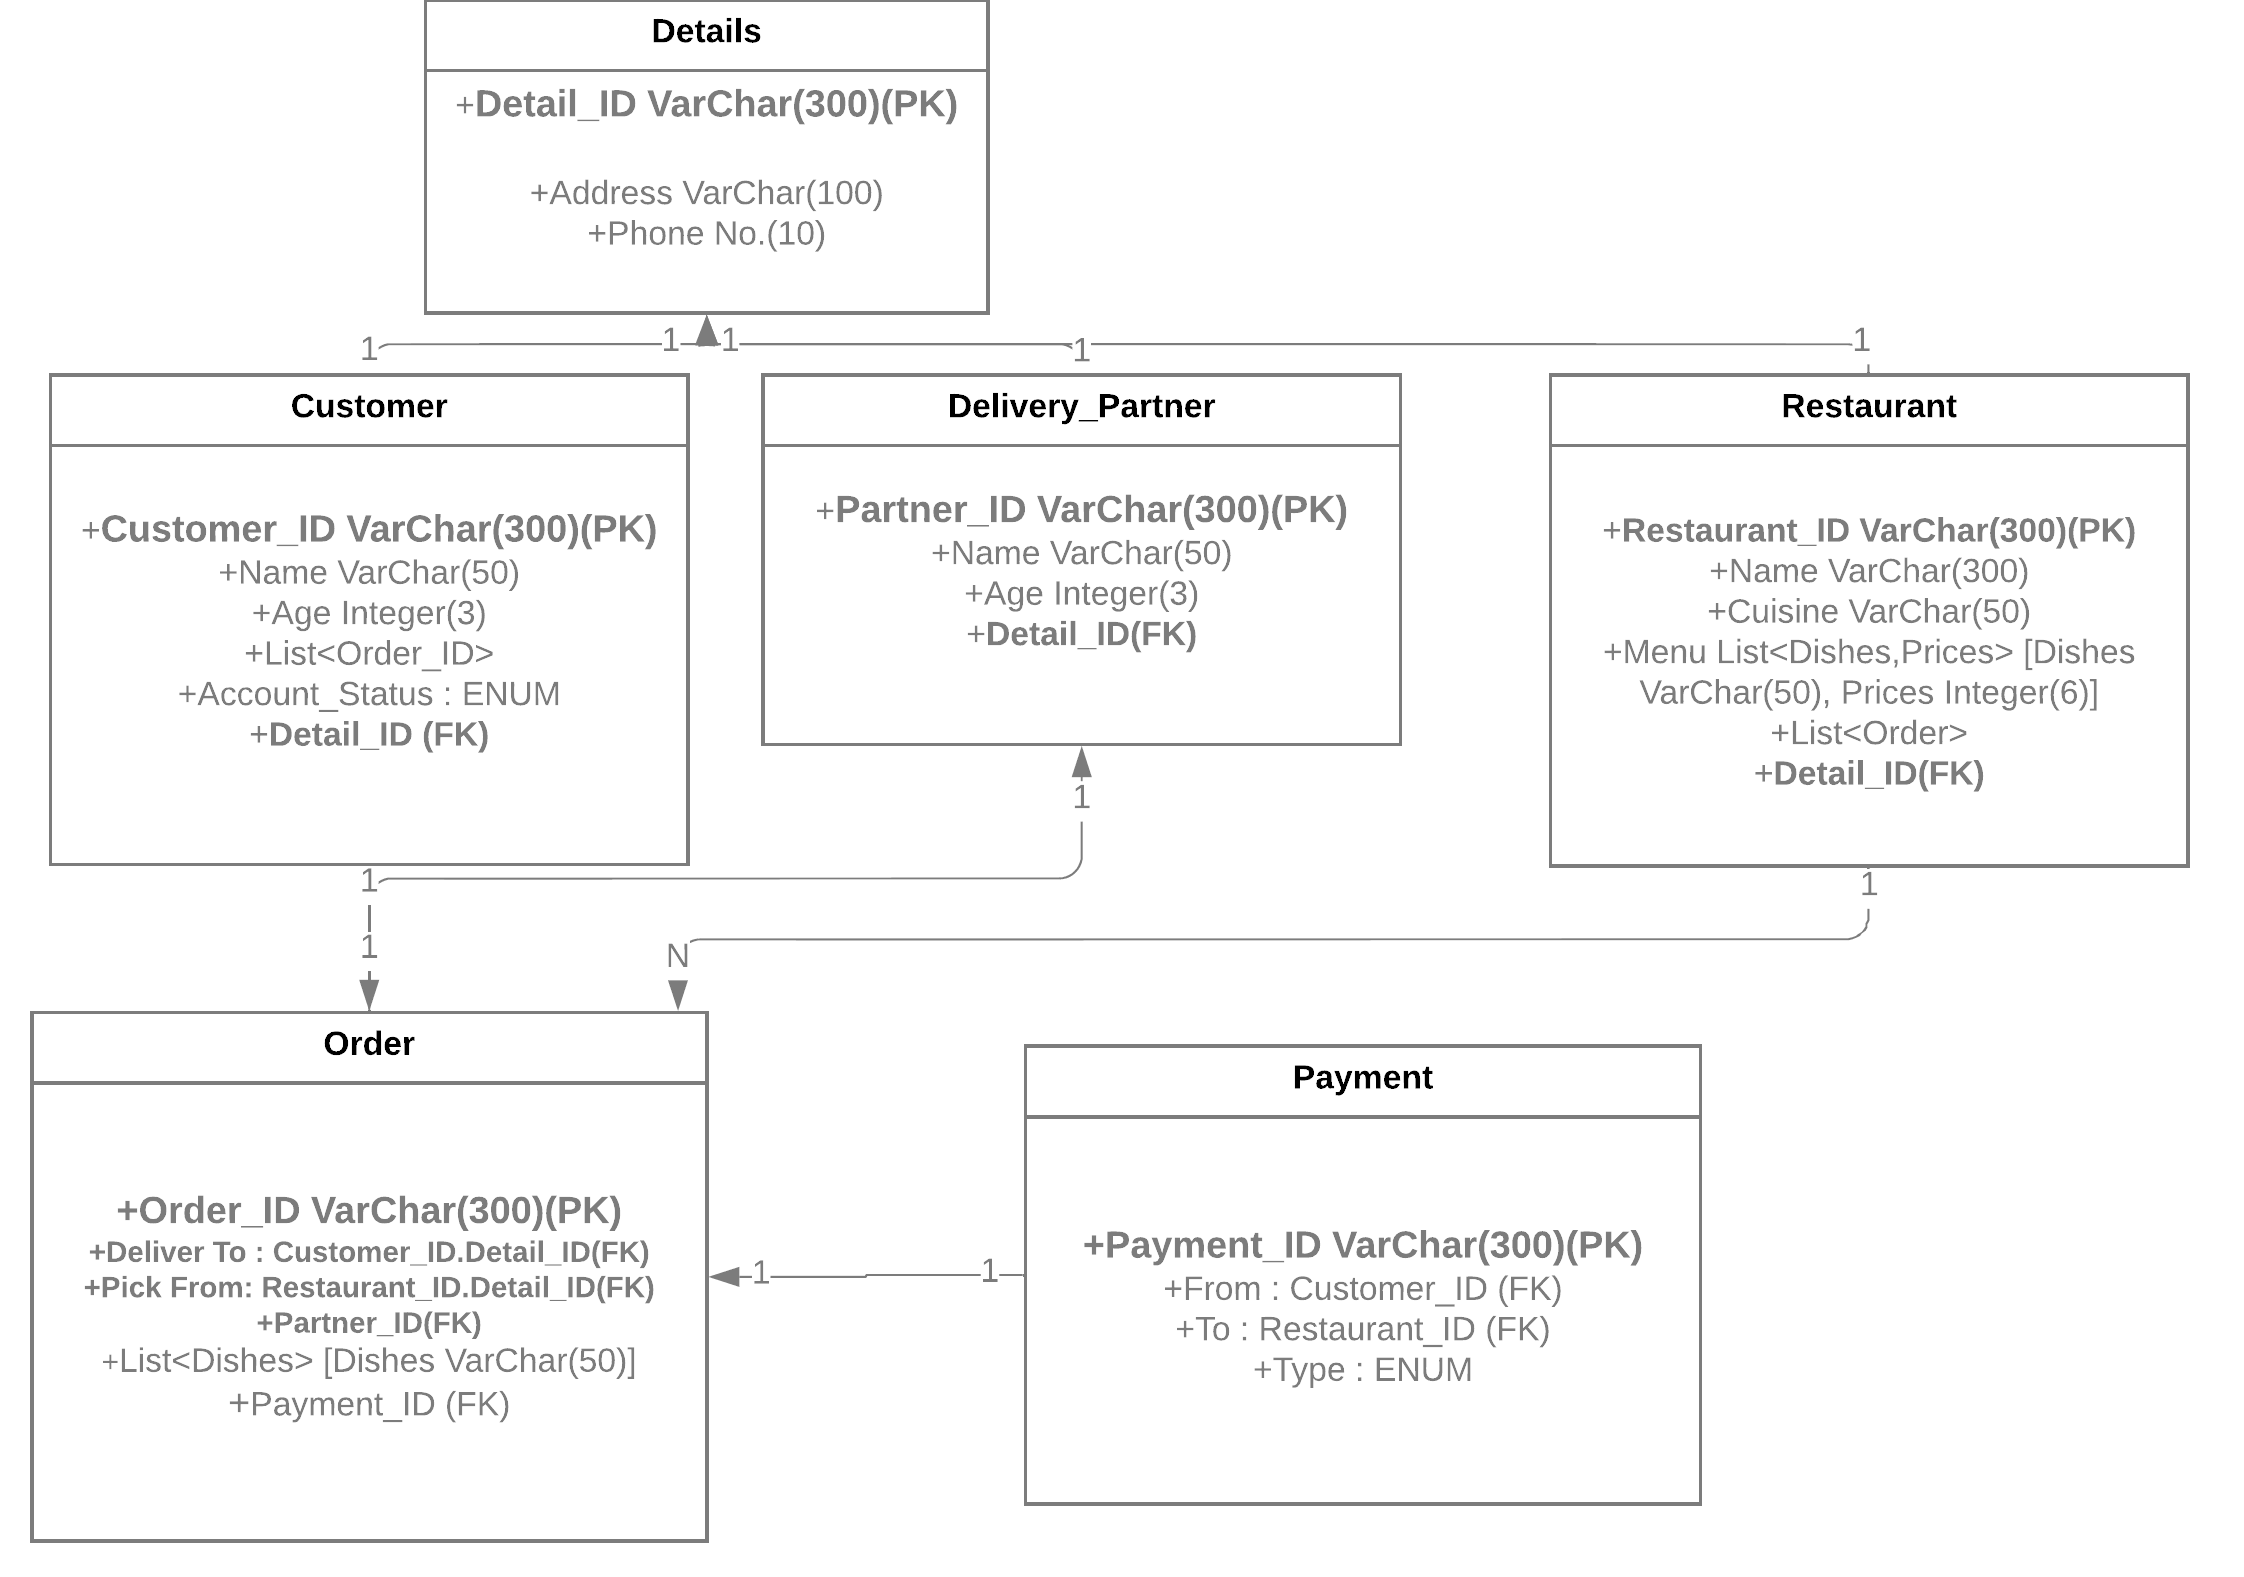 Details
+Detail_ID VarChar(300)(PK)
+Address VarChar(100)
+Phone No.(10)
1
1
1
1
1
Customer
+Customer_ID VarChar(300)(PK)
+Name VarChar(50)
+Age Integer(3)
+List<Order_ID>
+Account_Status : ENUM
+Detail_ID (FK)
Delivery_Partner
+Partner_ID VarChar(300)(PK)
+Name VarChar(50)
+Age Integer(3)
+Detail_ID(FK)
Restaurant
+Restaurant_ID VarChar(300)(PK)
+Name VarChar(300)
+Cuisine VarChar(50)
+Menu List<Dishes,Prices> [Dishes
VarChar(50), Prices Integer(6)]
+List<Order>
+Detail_ID(FK)
1
1
1
1
N
Order
+Order_ID VarChar(300)(PK)
+Deliver To : Customer_ID.Detail_ID(FK)
+Pick From: Restaurant_ID.Detail_ID(FK)
+Partner_ID(FK)
+List<Dishes> [Dishes VarChar(50)]
+Payment_ID (FK)
1
1
Payment
+Payment_ID VarChar(300)(PK)
+From : Customer_ID (FK)
+To : Restaurant_ID (FK)
+Type : ENUM